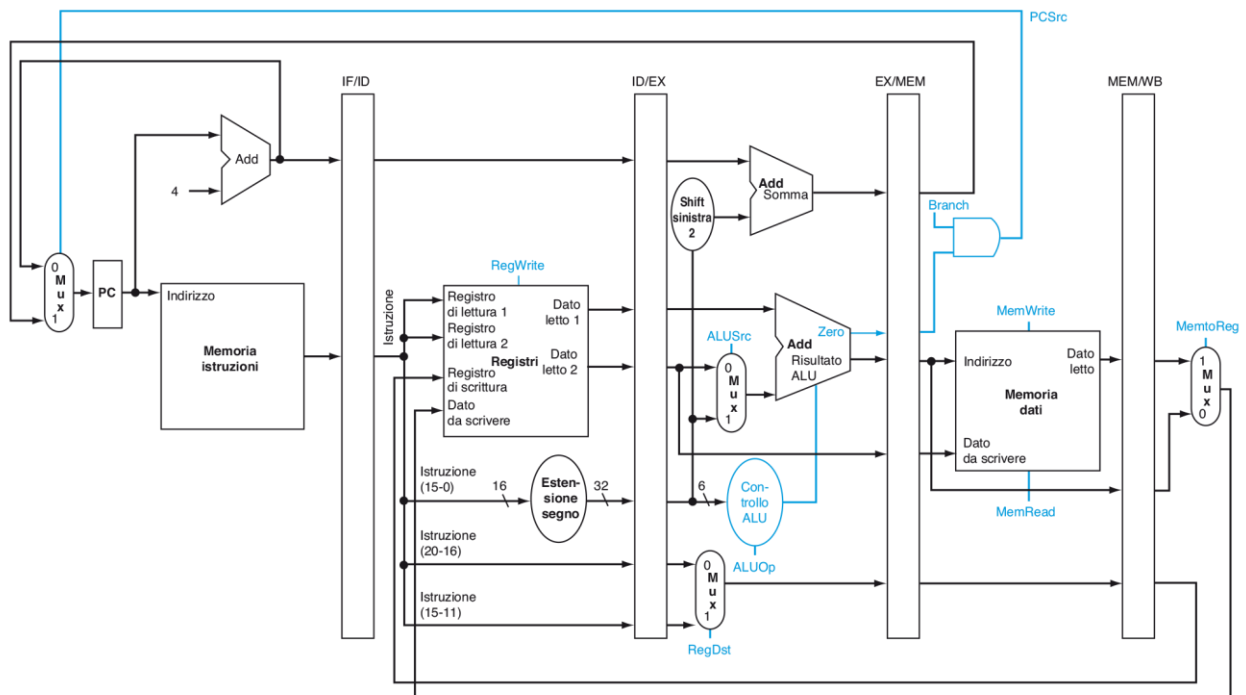 PCSrc
IF/ID
ID/EX
EX/MEM
MEM/WB
Add
4
Add
Somma
Shift
sinistra
2
Branch
0
M
u
x
1
PC
Indirizzo
Memoria
istruzioni
Istruzione
RegWrite
Registro
di lettura 1
Registro
di lettura 2
Registri
Registro
di scrittura
Dato
da scrivere
Dato
letto 1
Dato
letto 2
ALUSrc
0
M
u
x
1
Zero
Add
Risultato
ALU
MemWrite
Indirizzo
Dato
letto
Memoria
dati
Dato
da scrivere
MemRead
MemtoReg
1
M
u
x
0
Istruzione
(15-0)
16
Esten-
sione
segno
32
6
Con-
trollo
ALU
ALUOp
Istruzione
(20-16)
Istruzione
(15-11)
0
M
u
x
1
RegDst